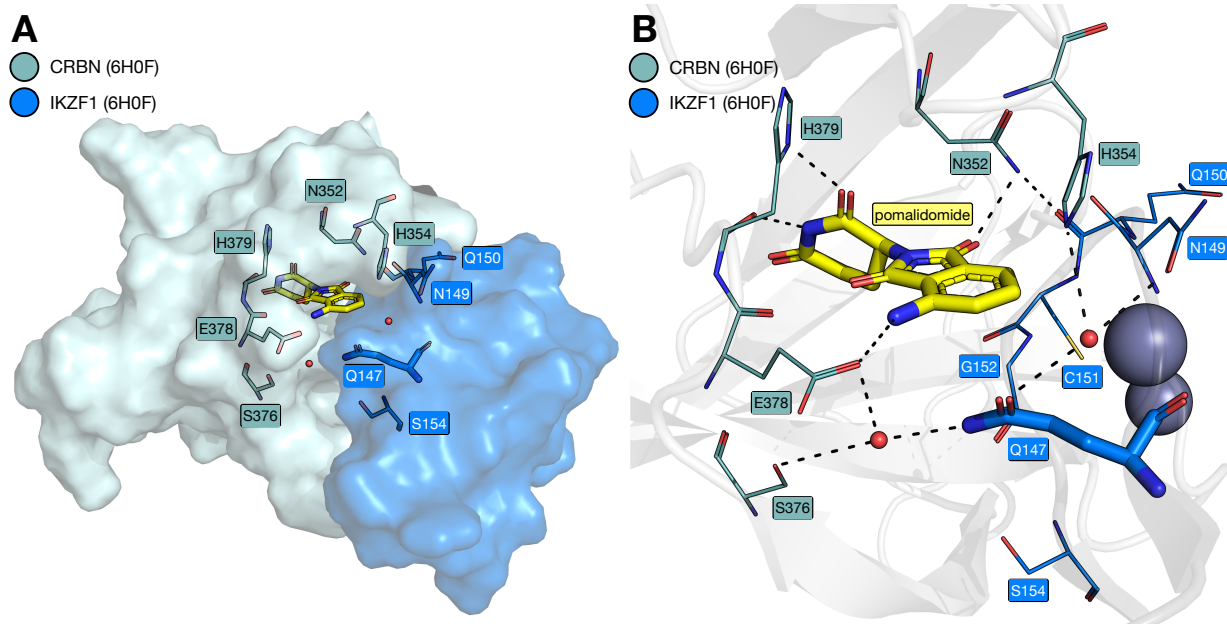 A
CRBN (6H0F)
IKZF1 (6H0F)
N352
H379
H354
Q150
N149
E378
Q147
S376
S154
B
CRBN (6H0F)
IKZF1 (6H0F)
H379
N352
H354
Q150
pomalidomide
N149
G152
C151
E378
Q147
S376
S154